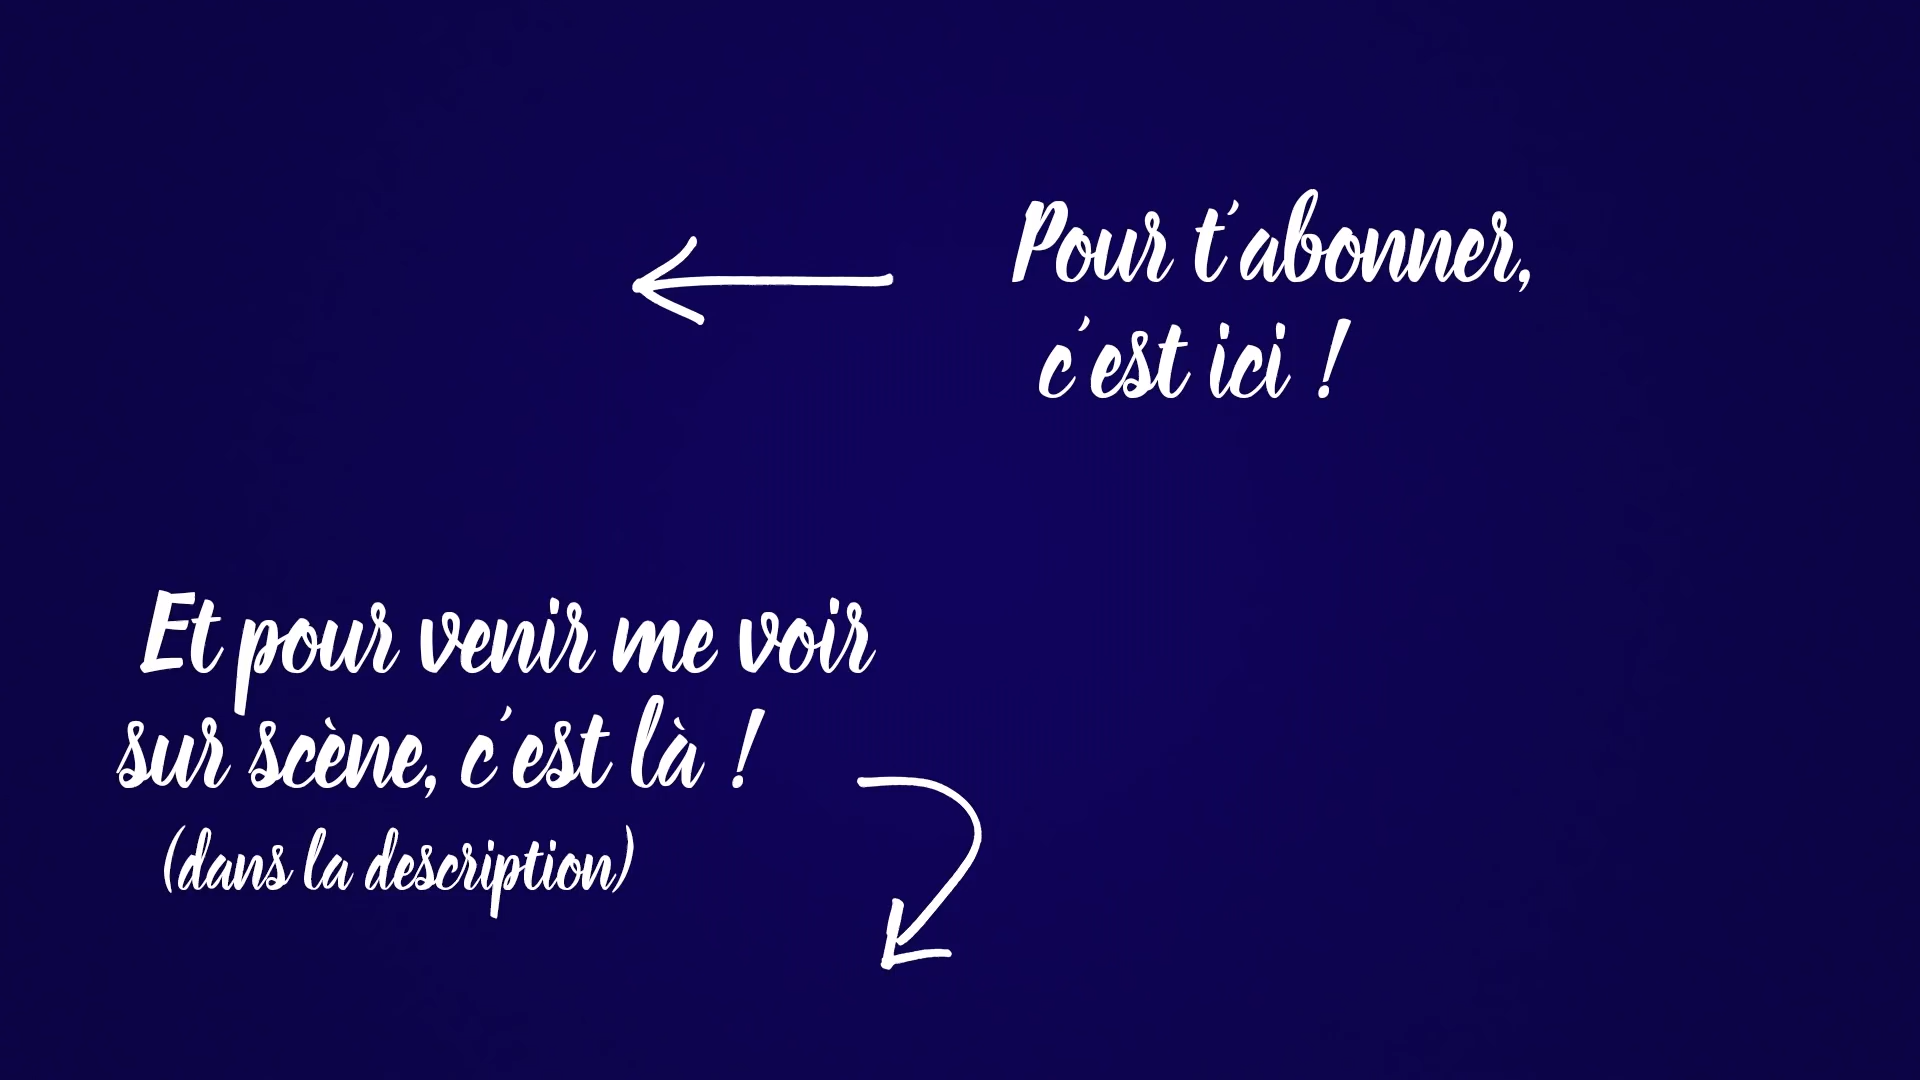 Pour t'abonner,
c'est ici !
Et pour venir me voir
sur scène, c'est là !
(dans la description)